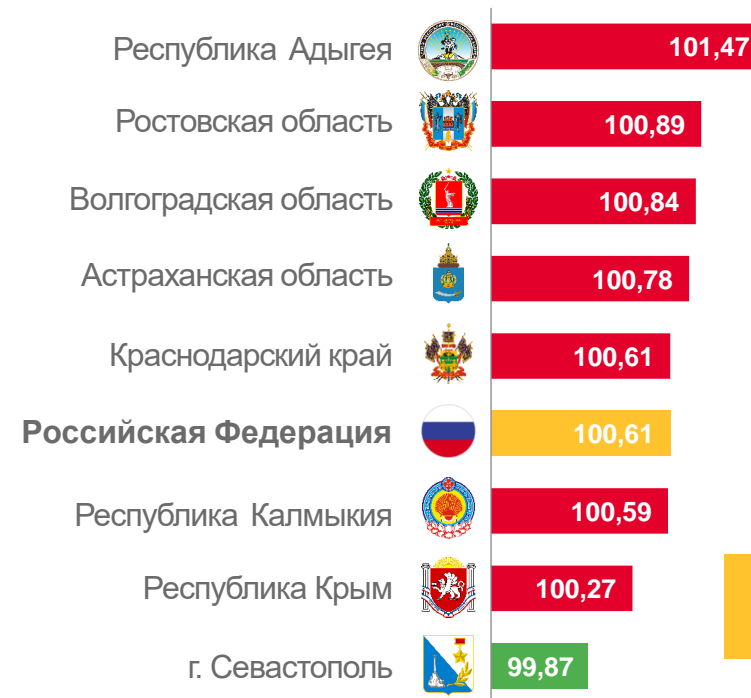 Республика Адыгея 101,47
Ростовская область 100,89
Волгоградская область 100,84
Астраханская область 100,78
Краснодарский край 100,61
Российская Федерация 100,61
Республика Калмыкия 100,59
Республика Крым 100,27
г. Севастополь 99,87